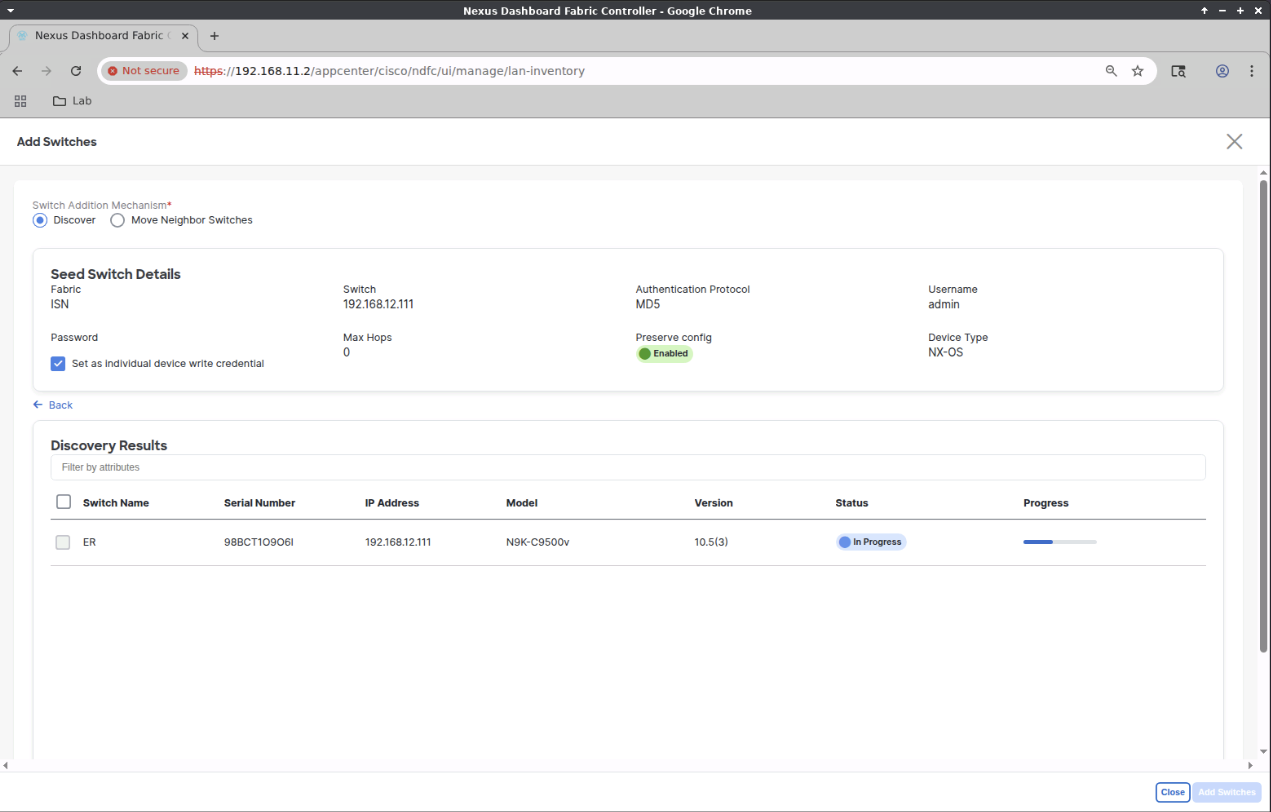 Nexus Dashboard Fabric Controller - Google Chrome
Nexus Dashboard Fabric C
Not secure https://192.168.11.2/appcenter/cisco/ndfc/ui/manage/lan-inventory
Lab
Add Switches
Switch Addition Mechanism*
Discover Move Neighbor Switches
Seed Switch Details
Fabric Switch Authentication Protocol Username
ISN 192.168.12.111 MD5 admin
Password Max Hops Preserve config Device Type
0 Enabled NX-OS
Set as individual device write credential
Back
Discovery Results
Filter by attributes
Switch Name Serial Number IP Address Model Version Status Progress
ER 98BCT1O9O6I 192.168.12.111 N9K-C9500v 10.5(3) In Progress
Close Add Switches